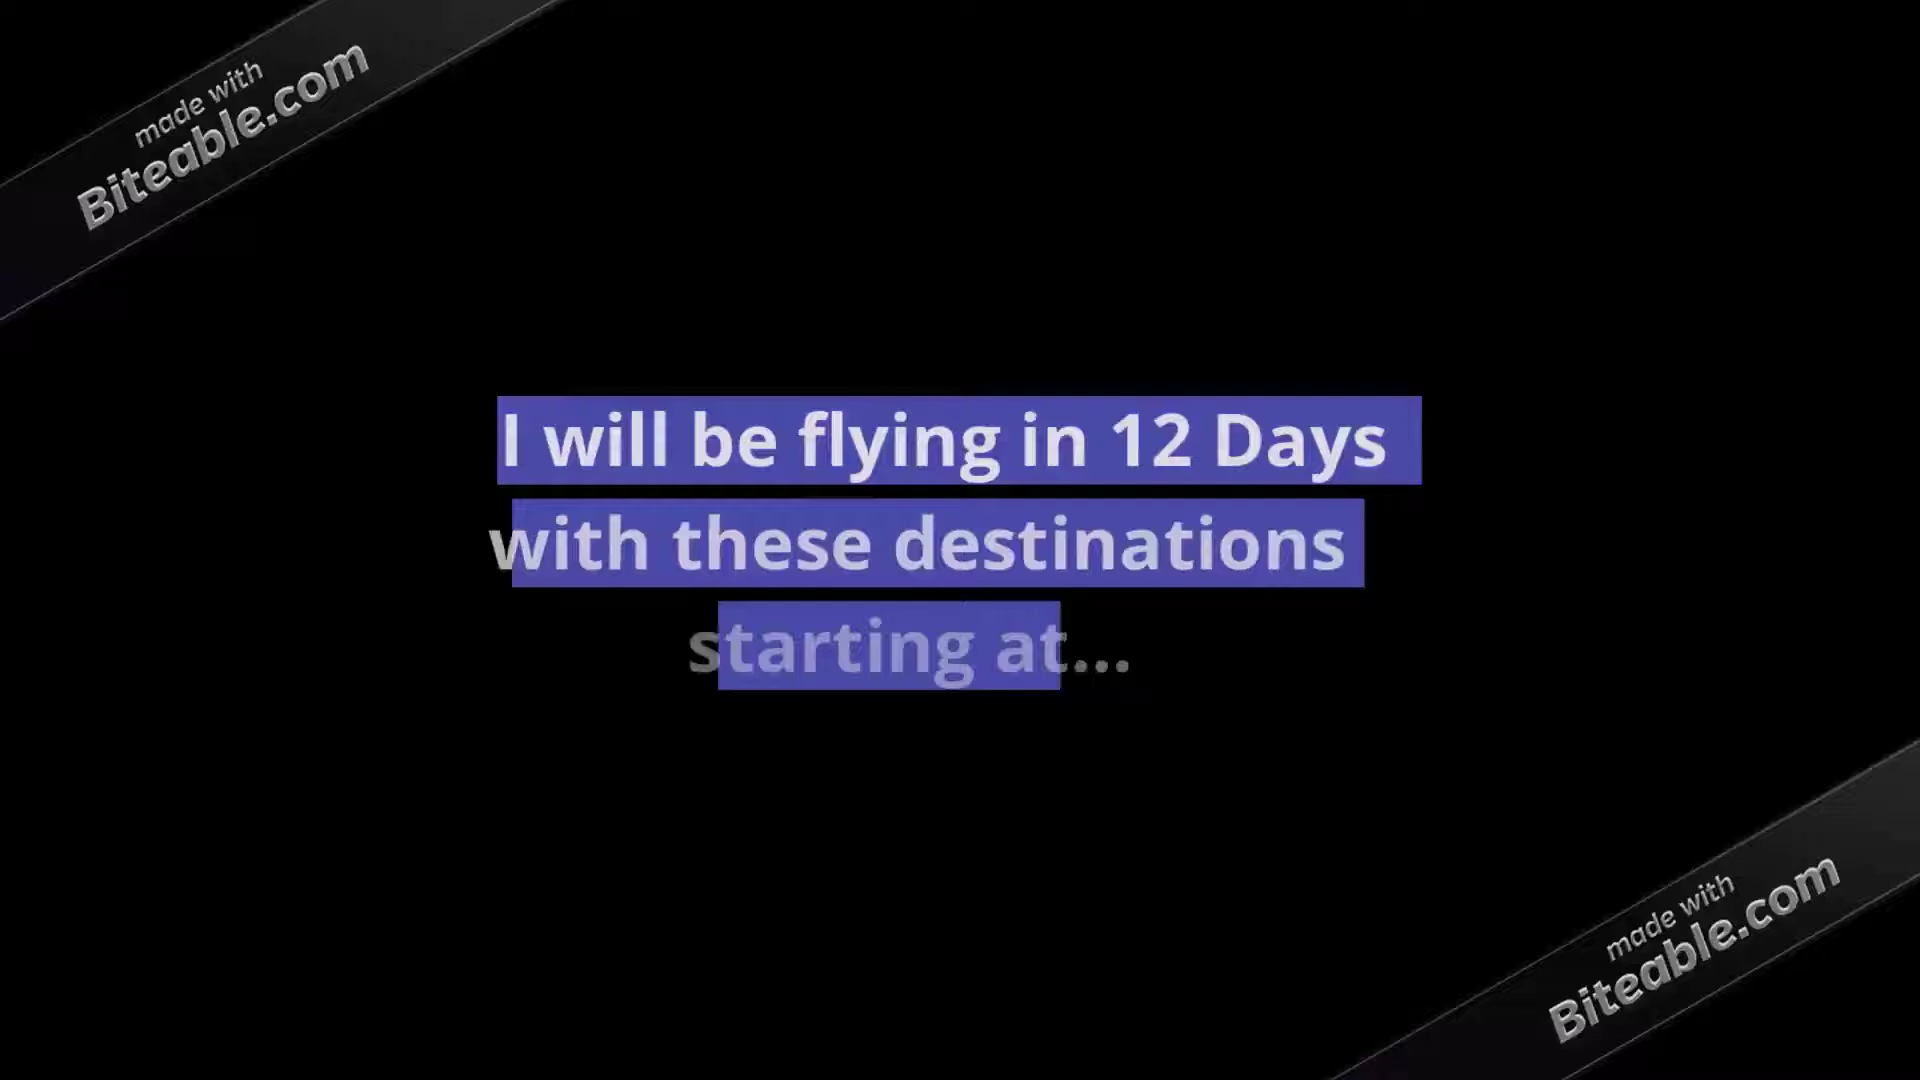 made with
Biteable.com
I will be flying in 12 Days
with these destinations
starting at...
made with
Biteable.com